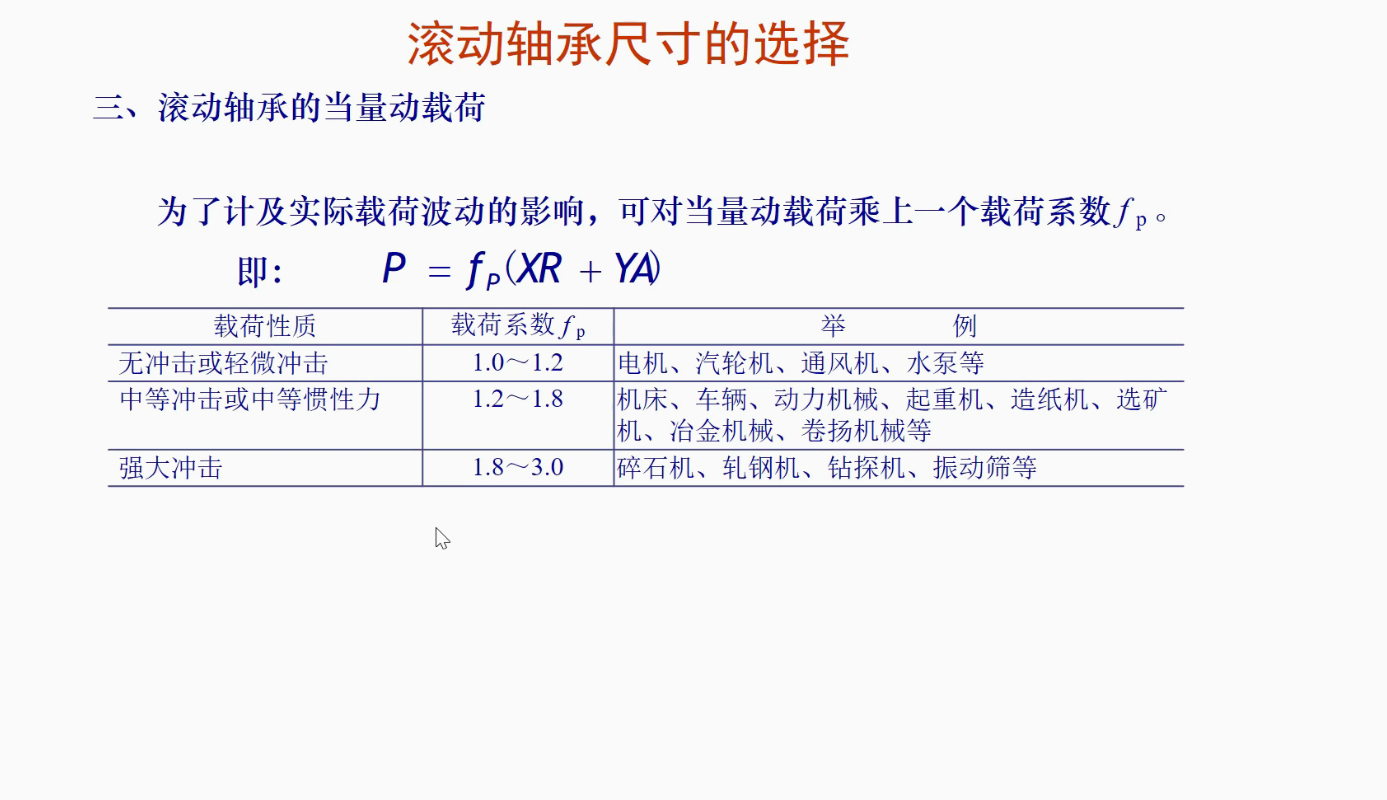 滚动轴承尺寸的选择
三、滚动轴承的当量动载荷
为了计及实际载荷波动的影响，可对当量动载荷乘上一个载荷系数fp。
即： P = fP(XR + YA)
载荷性质 载荷系数fp 举 例
无冲击或轻微冲击 1.0～1.2 电机、汽轮机、通风机、水泵等
中等冲击或中等惯性力 1.2～1.8 机床、车辆、动力机械、起重机、造纸机、选矿
机、冶金机械、卷扬机械等
强大冲击 1.8～3.0 碎石机、轧钢机、钻探机、振动筛等